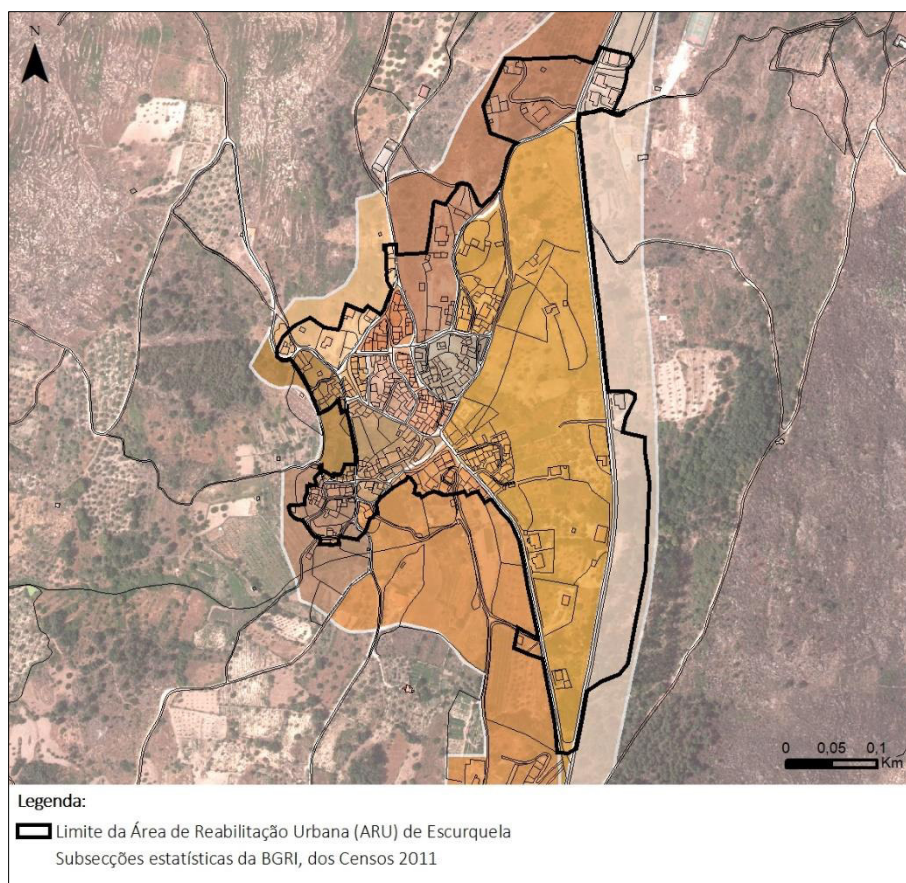 N
0 0,05 0,1
Km
Legenda:
Limite da Área de Reabilitação Urbana (ARU) de Escurquela
Subsecções estatísticas da BGRI, dos Censos 2011